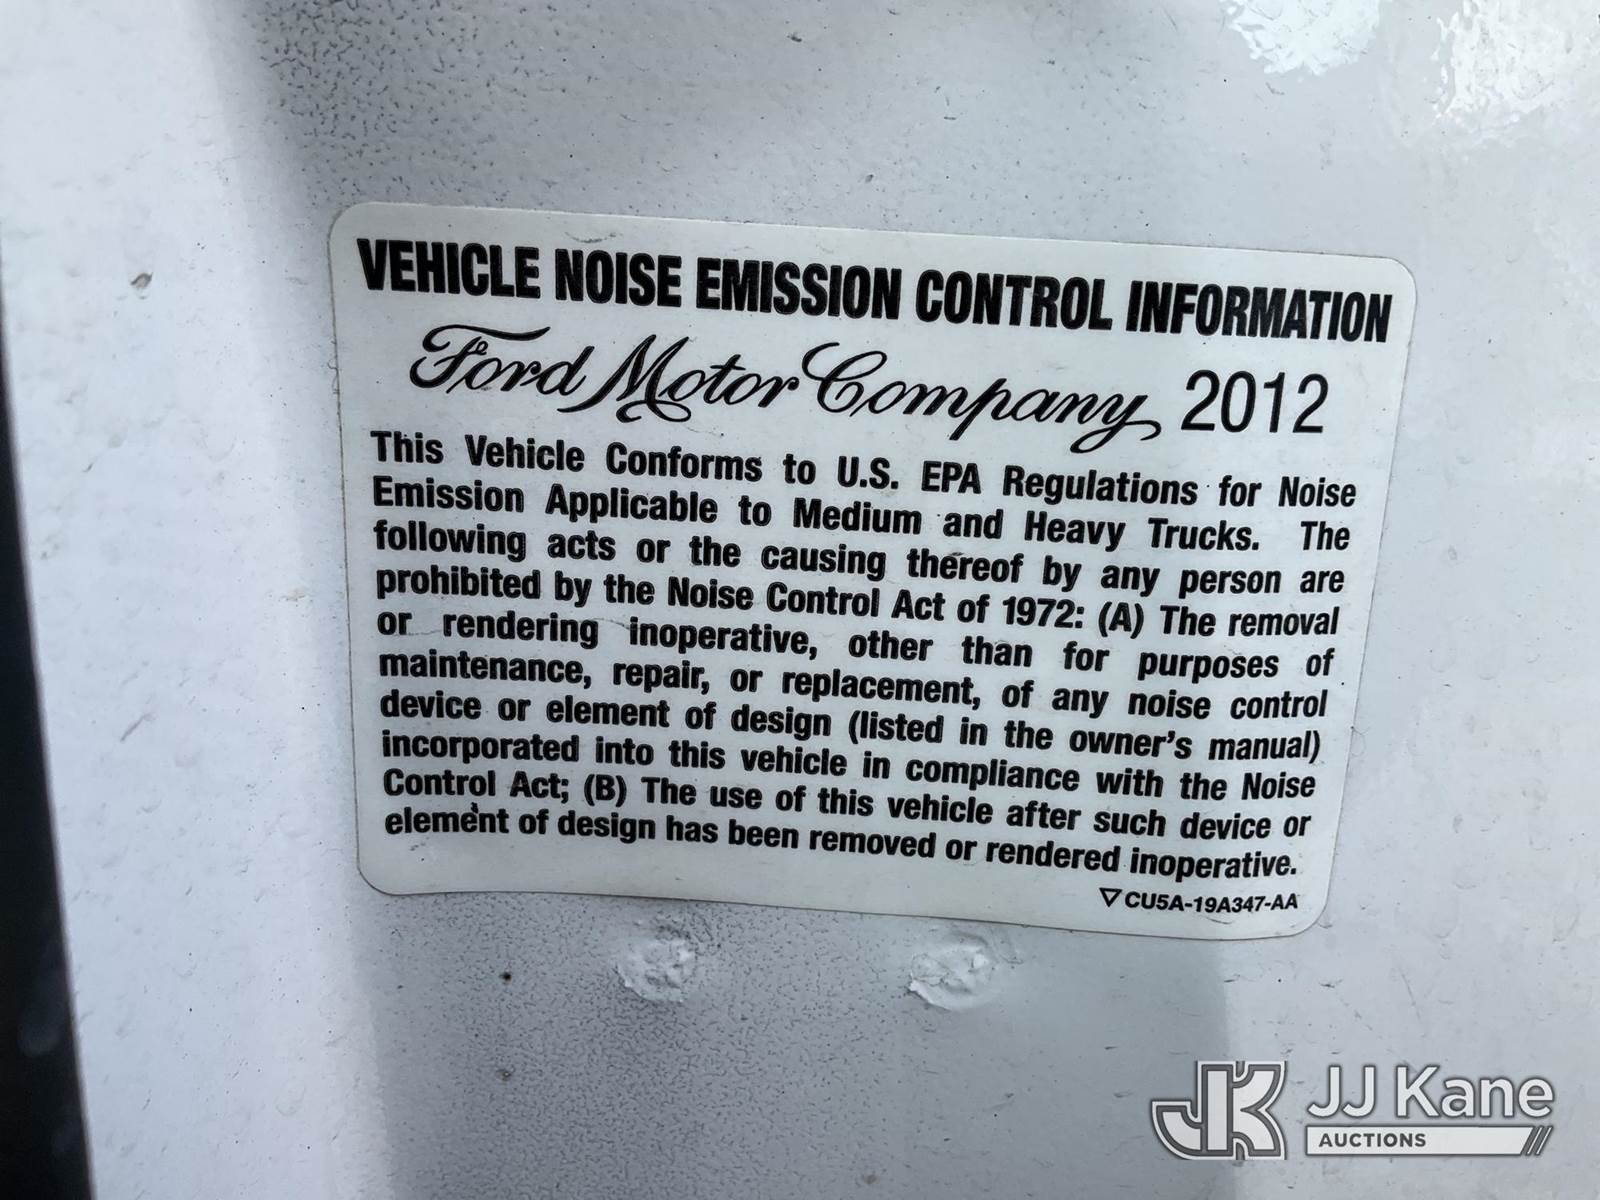 VEHICLE NOISE EMISSION CONTROL INFORMATION
Ford Motor Company 2012
This Vehicle Conforms to U.S. EPA Regulations for Noise
Emission Applicable to Medium and Heavy Trucks. The
following acts or the causing thereof by any person are
prohibited by the Noise Control Act of 1972: (A) The removal
or rendering inoperative, other than for purposes of
maintenance, repair, or replacement, of any noise control
device or element of design (listed in the owner's manual)
incorporated into this vehicle in compliance with the Noise
Control Act; (B) The use of this vehicle after such device or
element of design has been removed or rendered inoperative.
▽CU5A-19A347-AA
JK JJ Kane
AUCTIONS